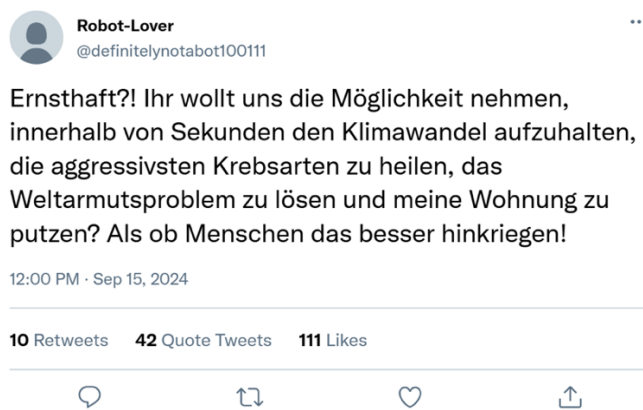 Robot-Lover
@definitelynotabot100111
Ernsthaft?! Ihr wollt uns die Möglichkeit nehmen,
innerhalb von Sekunden den Klimawandel aufzuhalten,
die aggressivsten Krebsarten zu heilen, das
Weltarmutsproblem zu lösen und meine Wohnung zu
putzen? Als ob Menschen das besser hinkriegen!
12:00 PM · Sep 15, 2024
10 Retweets 42 Quote Tweets 111 Likes